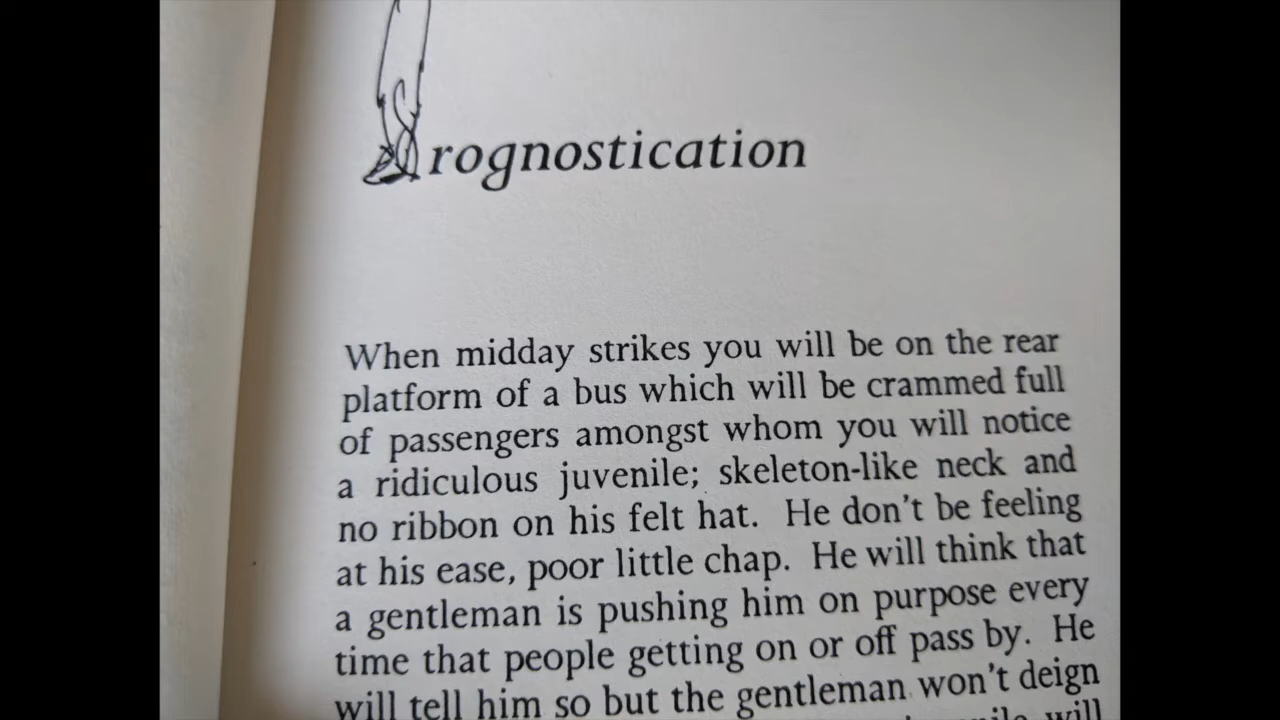 Prognostication
When midday strikes you will be on the rear
platform of a bus which will be crammed full
of passengers amongst whom you will notice
a ridiculous juvenile; skeleton-like neck and
no ribbon on his felt hat. He don't be feeling
at his ease, poor little chap. He will think that
a gentleman is pushing him on purpose every
time that people getting on or off pass by. He
will tell him so but the gentleman won't deign
will